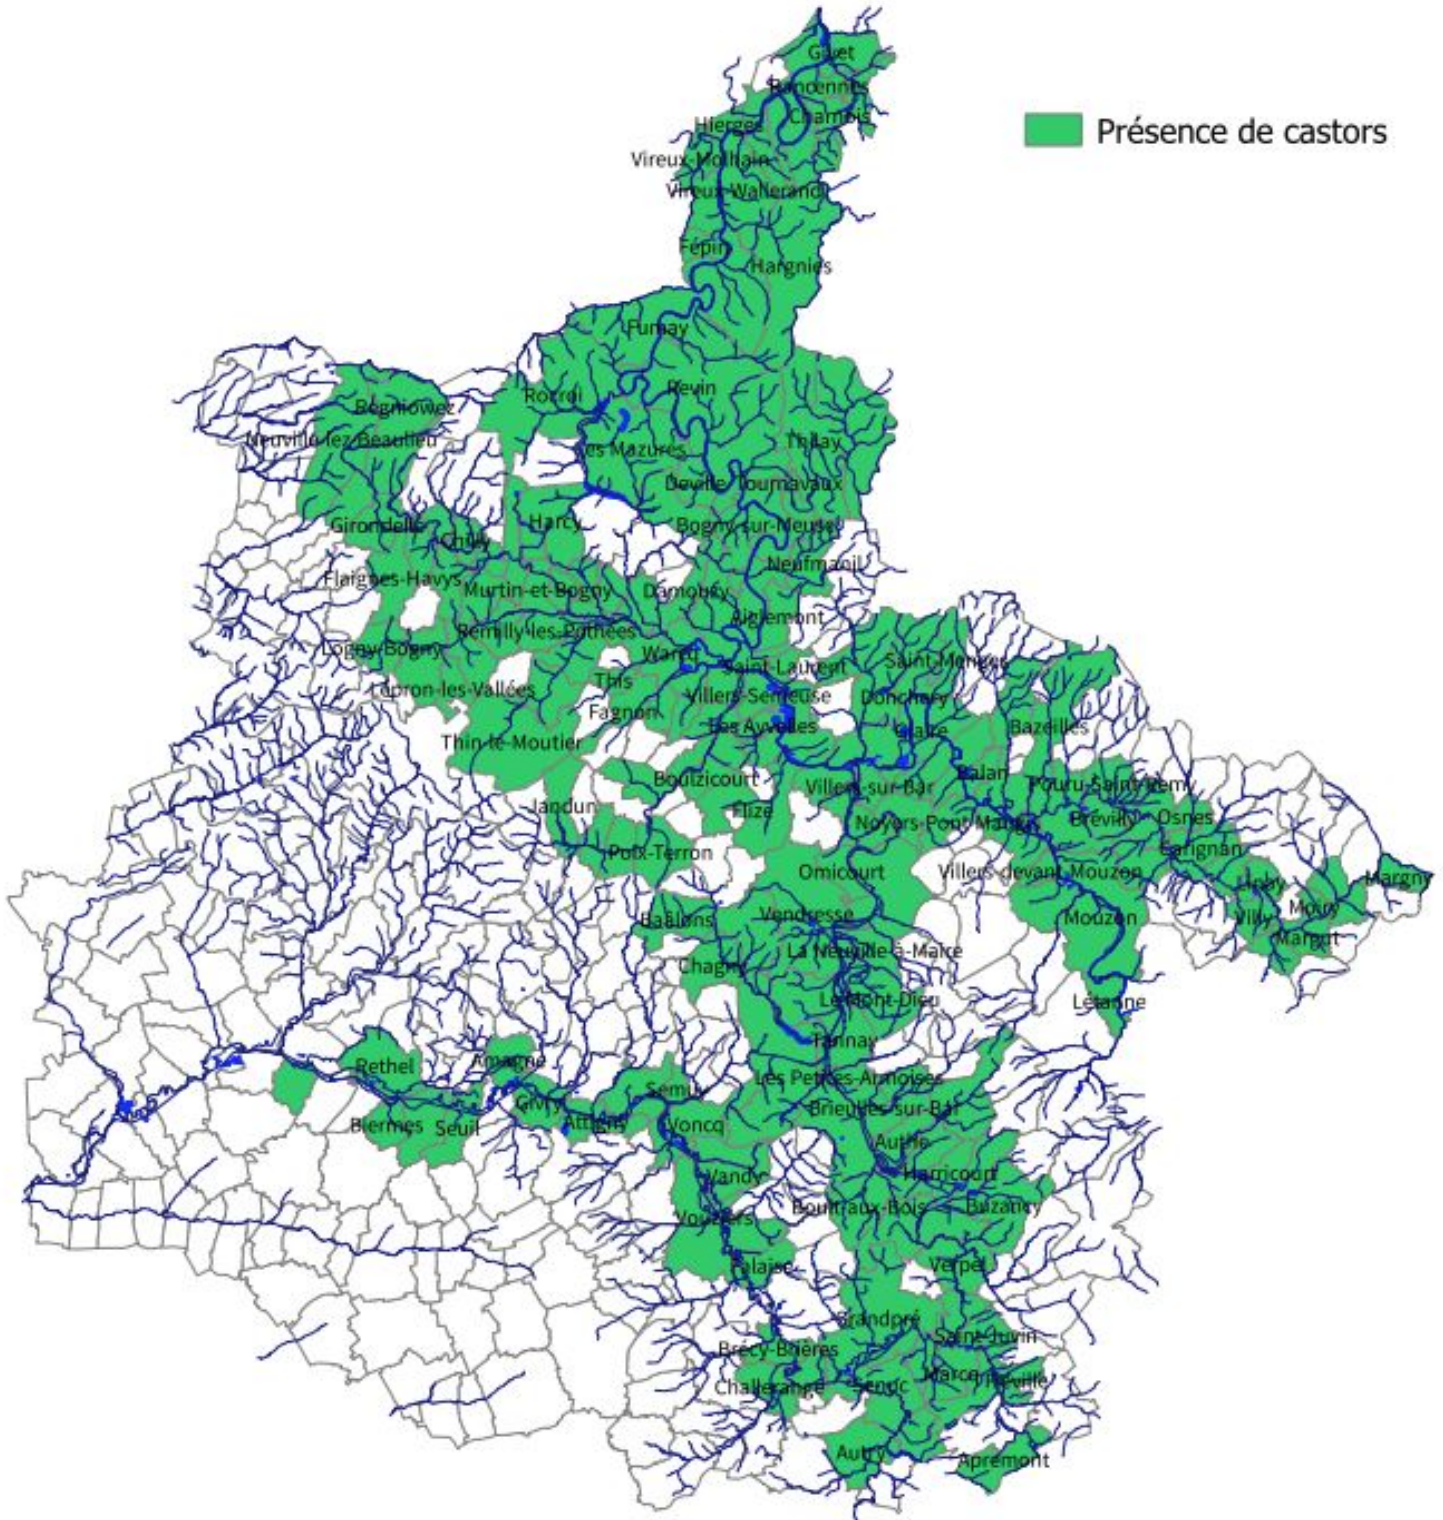 Givet
Rancennes
Présence de castors
Charnois
Hierges
Vireux-Molhain
Vireux-Wallerand
Fépin
Hargnies
Fumay
Revin
Rocroi
Regniowez
Neuville-lez-Beaulieu
Thilay
Les Mazures
Deville
Tournavaux
Harcy
Bogny-sur-Meuse
Girondelle
Chilly
Neufmanil
Flaignes-Havys
Murtin-et-Bogny
Damouzy
Aiglemont
Remilly-les-Pothées
Logny-Bogny
Warcq
Saint-Laurent
Saint-Menges
This
Lépron-les-Vallées
Villers-Semeuse
Donchery
Fagnon
Les Ayvelles
Glaire
Bazeilles
Thin-le-Moutier
Balan
Boulzicourt
Villers-sur-Bar
Pouru-Saint-Remy
Jandun
Flize
Noyers-Pont-Maugis
Brévilly
Osnes
Poix-Terron
Carignan
Omicourt
Villers-devant-Mouzon
Linay
Margny
Baâlons
Vendresse
Mouzon
Villy
Moiry
Margut
La Neuville-à-Maire
Chagny
Le Mont-Dieu
Létanne
Tannay
Rethel
Amagne
Les Petites-Armoises
Semuy
Givry
Brieulles-sur-Bar
Biermes
Seuil
Attigny
Voncq
Authe
Harricourt
Vandy
Boult-aux-Bois
Buzancy
Vouziers
Falaise
Verpel
Grandpré
Saint-Juvin
Brécy-Brières
Marcq
Challerange
Senuc
Autry
Apremont